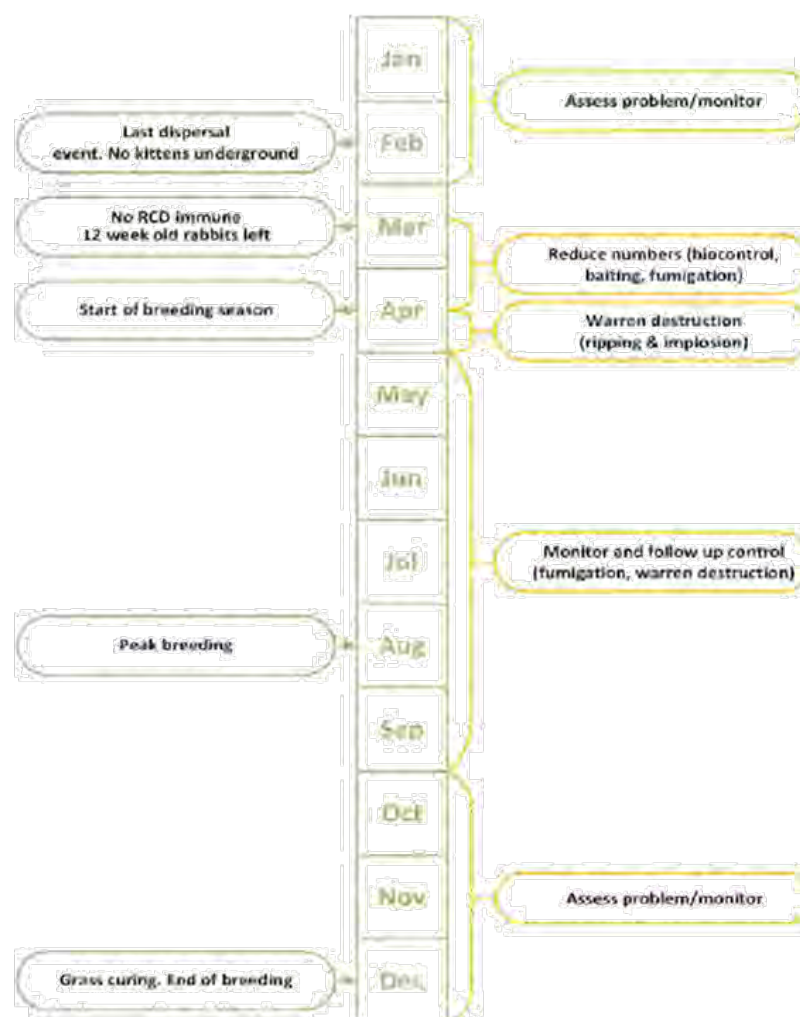 Jan
Assess problem/monitor
Last dispersal
event. No kittens underground
Feb
No RCD immune
12 week old rabbits left
Mar
Reduce numbers (biocontrol,
baiting, fumigation)
Start of breeding season
Apr
Warren destruction
(ripping & implosion)
May
Jun
Jul
Monitor and follow up control
(fumigation, warren destruction)
Peak breeding
Aug
Sep
Oct
Nov
Assess problem/monitor
Grass curing. End of breeding
Dec